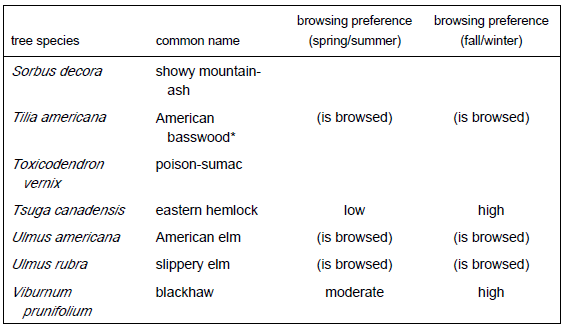 browsing preference browsing preference
tree species common name (spring/summer) (fall/winter)
Sorbus decora showy mountain-
ash
Tilia americana American (is browsed) (is browsed)
basswood*
Toxicodendron poison-sumac
vernix
Tsuga canadensis eastern hemlock low high
Ulmus americana American elm (is browsed) (is browsed)
Ulmus rubra slippery elm (is browsed) (is browsed)
Viburnum blackhaw moderate high
prunifolium